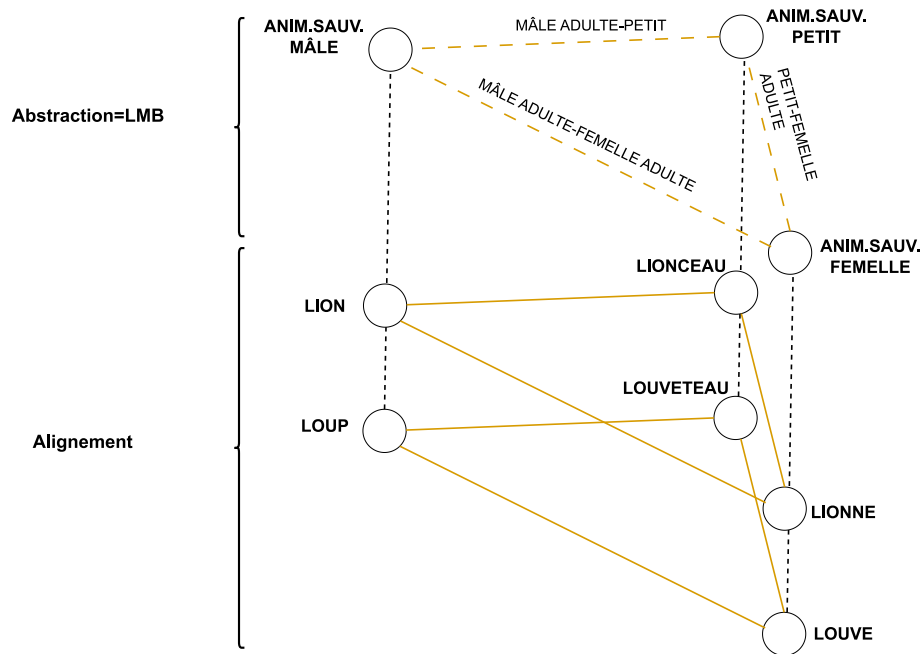 ANIM.SAUV.
MÂLE
MÂLE ADULTE-PETIT
ANIM.SAUV.
PETIT
Abstraction=LMB
MÂLE ADULTE-FEMELLE ADULTE
PETIT-FEMELLE
ADULTE
ANIM.SAUV.
FEMELLE
LIONCEAU
LION
LOUVETEAU
LOUP
Alignement
LIONNE
LOUVE